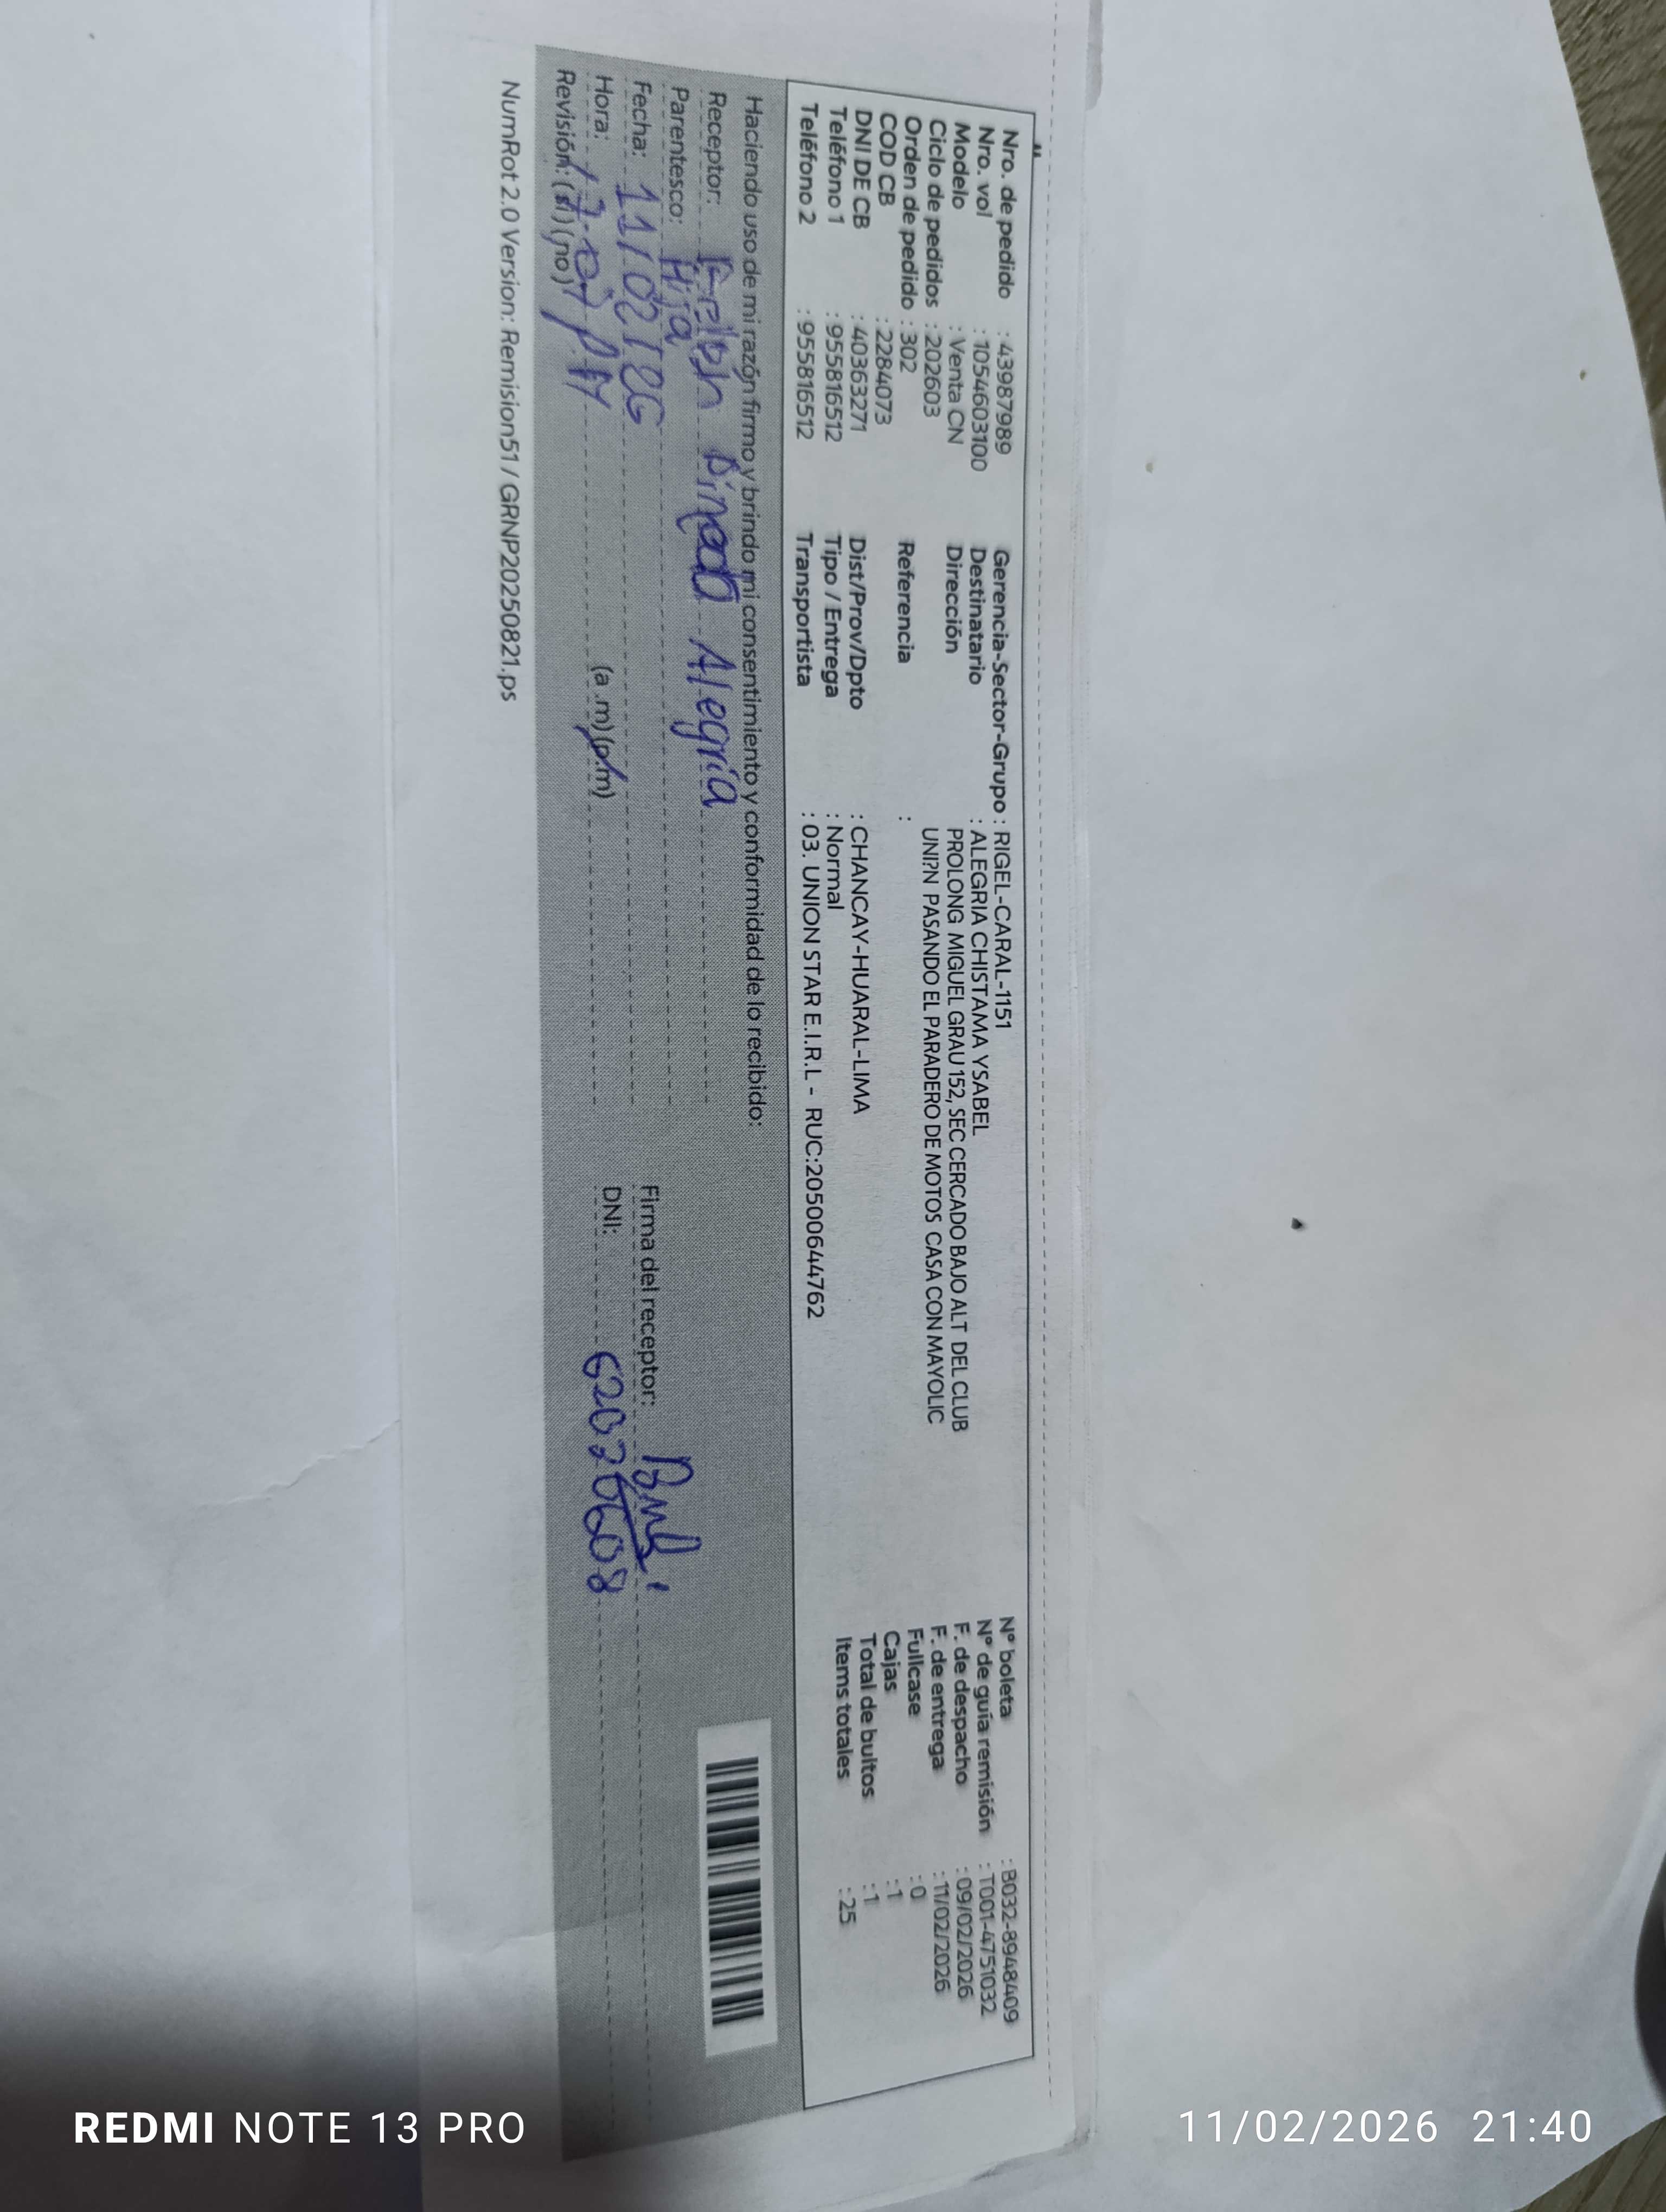 Nro. de pedido : 43987989
Nro. vol : 1054603100
Modelo : Venta CN
Ciclo de pedidos : 202603
Orden de pedido : 302
COD CB : 2284073
DNI DE CB : 40363271
Teléfono 1 : 955816512
Teléfono 2 : 955816512
Gerencia-Sector-Grupo : RIGEL-CARAL-1151
Destinatario : ALEGRIA CHISTAMA YSABEL
Dirección PROLONG MIGUEL GRAU 152, SEC CERCADO BAJO ALT DEL CLUB
UNI?N PASANDO EL PARADERO DE MOTOS CASA CON MAYOLIC
Referencia :
Dist/Prov/Dpto : CHANCAY-HUARAL-LIMA
Tipo / Entrega : Normal
Transportista : 03. UNION STAR E.I.R.L - RUC:20500644762
N° boleta : B032-8948409
N° de guía remisión : T001-4751032
F. de despacho : 09/02/2026
F. de entrega : 11/02/2026
Fullcase : 0
Cajas : 1
Total de bultos : 1
Items totales : 25
Haciendo uso de mi razón firmo y brindo mi consentimiento y conformidad de lo recibido:
Receptor: Alegría
Parentesco: Hija
Fecha: 11/02/26
Hora: PM (a .m) (p.m)
Revisión: (si) (no)
Firma del receptor:
DNI:
NumRot 2.0 Version: Remision51 / GRNP20250821.ps
REDMI NOTE 13 PRO
11/02/2026 21:40